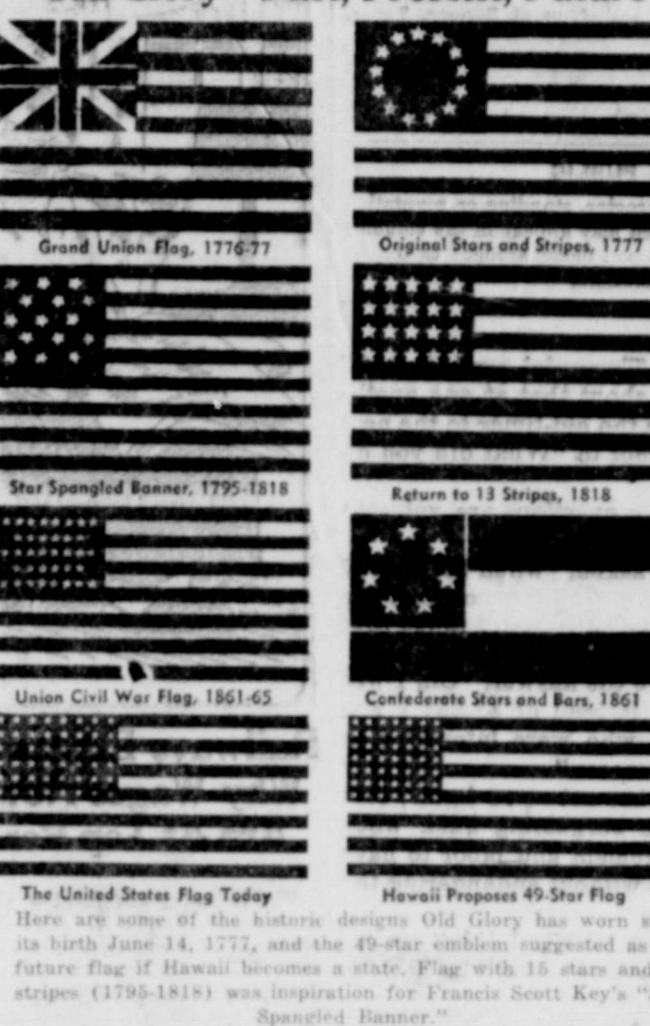 Grand Union Flag, 1776-77
Original Stars and Stripes, 1777
Star Spangled Banner, 1795-1818
Return to 13 Stripes, 1818
Union Civil War Flag, 1861-65
Confederate Stars and Bars, 1861
The United States Flag Today
Hawaii Proposes 49-Star Flag
Here are some of the historic designs Old Glory has worn s
its birth June 14, 1777, and the 49-star emblem suggested as
future flag if Hawaii becomes a state. Flag with 15 stars and
stripes (1795-1818) was inspiration for Francis Scott Key's "
Spangled Banner."